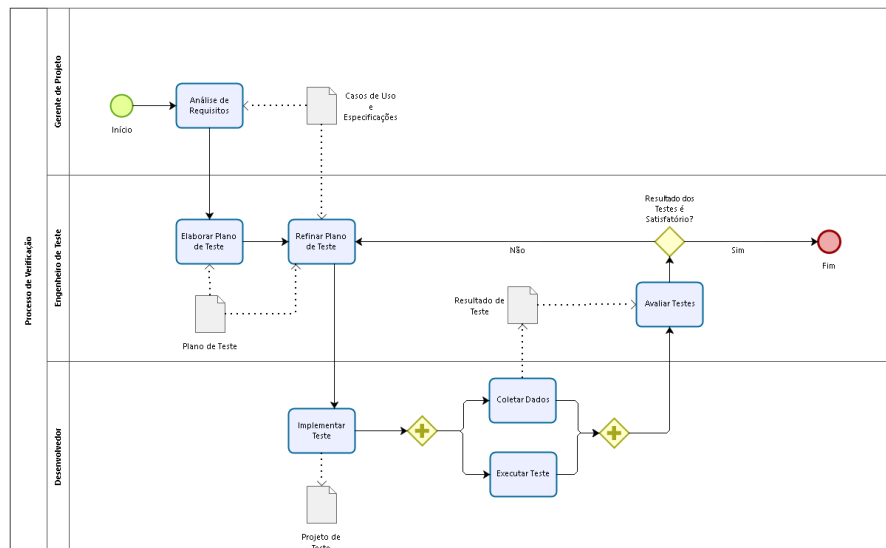 Processo de Verificação
Gerente de Projeto
Início
Análise de
Requisitos
Casos de Uso
e
Especificações
Engenheiro de Teste
Elaborar Plano
de Teste
Refinar Plano
de Teste
Plano de Teste
Resultado dos
Testes é
Satisfatório?
Não
Sim
Fim
Resultado de
Teste
Avaliar Testes
Desenvolvedor
Implementar
Teste
Projeto de
Teste
Coletar Dados
Executar Teste